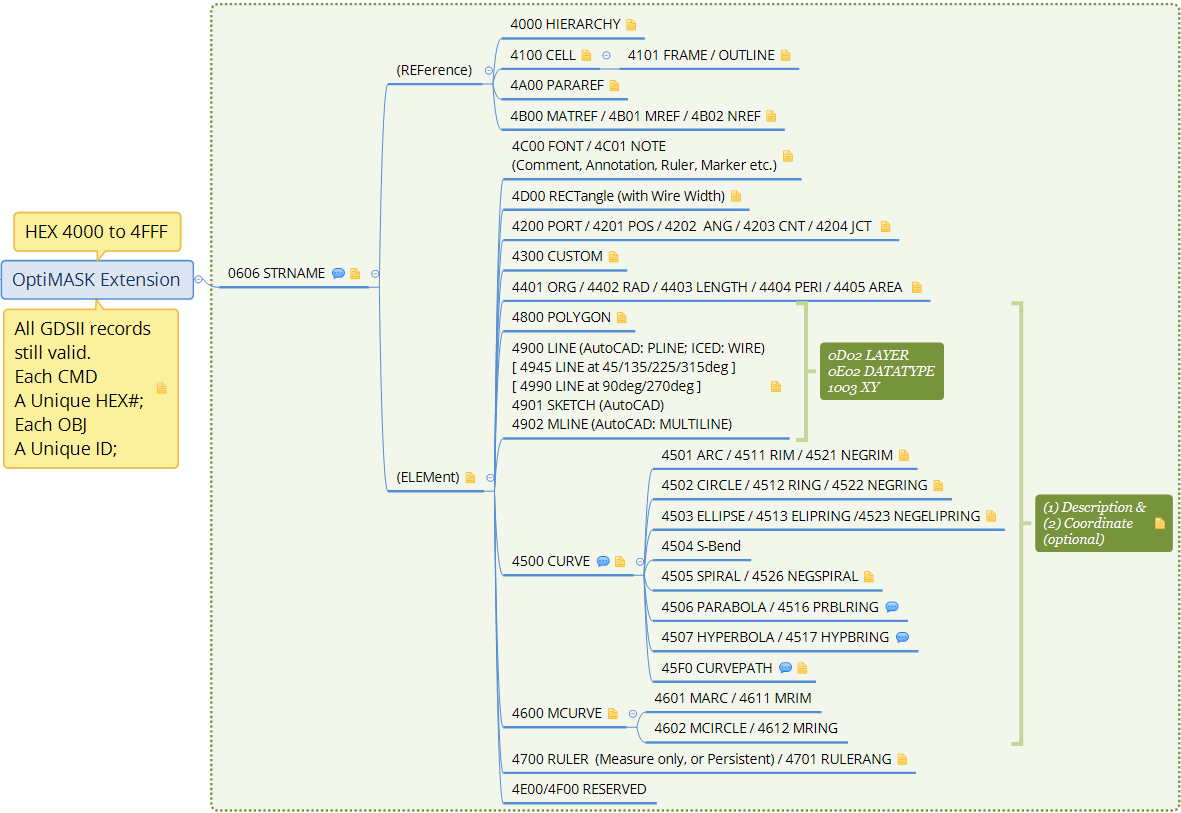 HEX 4000 to 4FFF
OptiMASK Extension
All GDSII records
still valid.
Each CMD
A Unique HEX#;
Each OBJ
A Unique ID;
0606 STRNAME
(REFerence)
4000 HIERARCHY
4100 CELL
4101 FRAME / OUTLINE
4A00 PARAREF
4B00 MATREF / 4B01 MREF / 4B02 NREF
(ELEMent)
4C00 FONT / 4C01 NOTE
(Comment, Annotation, Ruler, Marker etc.)
4D00 RECTangle (with Wire Width)
4200 PORT / 4201 POS / 4202  ANG / 4203 CNT / 4204 JCT
4300 CUSTOM
4401 ORG / 4402 RAD / 4403 LENGTH / 4404 PERI / 4405 AREA
4800 POLYGON
4900 LINE (AutoCAD: PLINE; ICED: WIRE)
[ 4945 LINE at 45/135/225/315deg ]
[ 4990 LINE at 90deg/270deg ]
4901 SKETCH (AutoCAD)
4902 MLINE (AutoCAD: MULTILINE)
0D02 LAYER
0E02 DATATYPE
1003 XY
4500 CURVE
4501 ARC / 4511 RIM / 4521 NEGRIM
4502 CIRCLE / 4512 RING / 4522 NEGRING
4503 ELLIPSE / 4513 ELIPRING /4523 NEGELIPRING
4504 S-Bend
4505 SPIRAL / 4526 NEGSPIRAL
4506 PARABOLA / 4516 PRBLRING
4507 HYPERBOLA / 4517 HYPBRING
45F0 CURVEPATH
4600 MCURVE
4601 MARC / 4611 MRIM
4602 MCIRCLE / 4612 MRING
4700 RULER  (Measure only, or Persistent) / 4701 RULERANG
4E00/4F00 RESERVED
(1) Description &
(2) Coordinate
(optional)